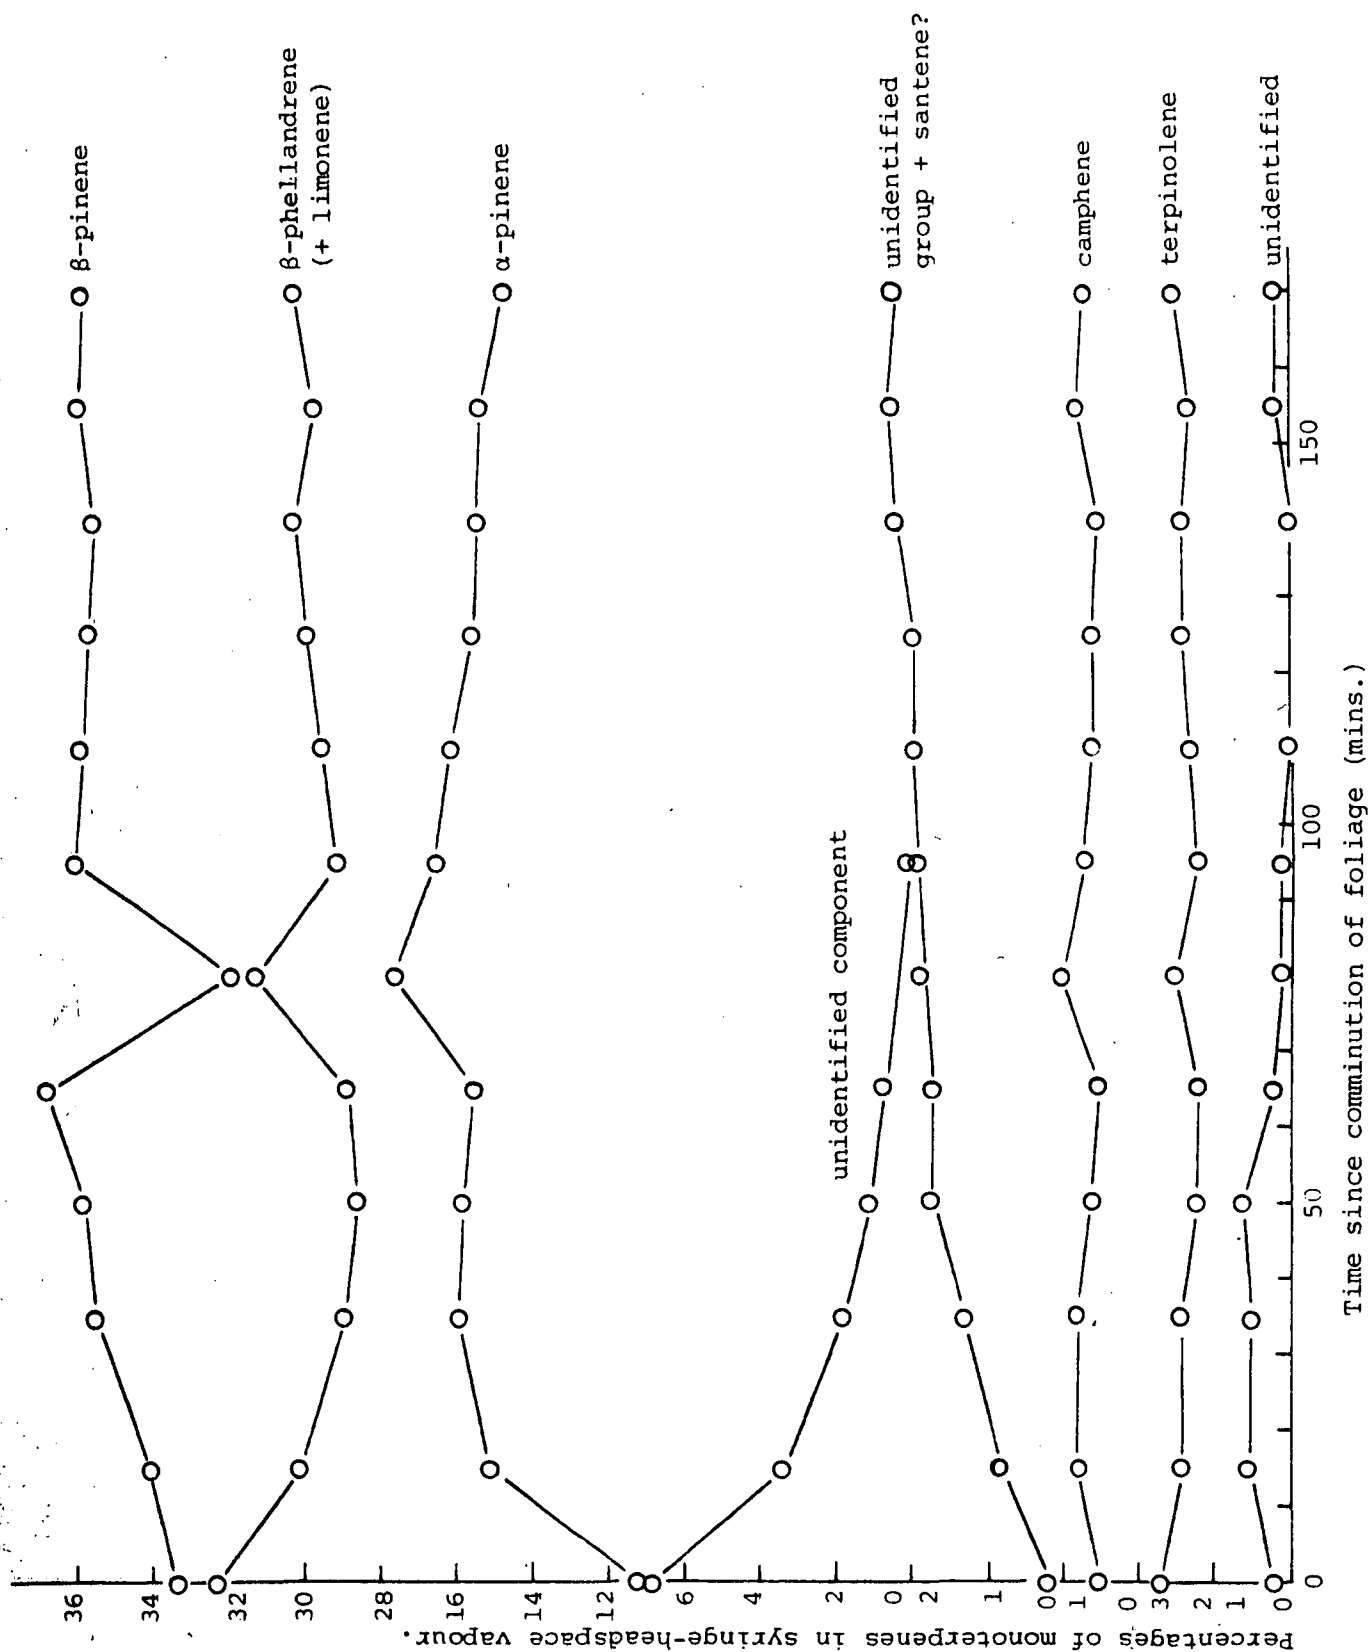 β-pinene
β-phellandrene
(+ limonene)
α-pinene
unidentified
group + santene?
camphene
terpinolene
unidentified
unidentified component
36
34
32
28
16
14
12
6
4
2
0
2
1
0
1
0
3
2
1
0
0
50
100
150
Time since comminution of foliage (mins.)
Percentages of monoterpenes in syringe-headspace vapour.